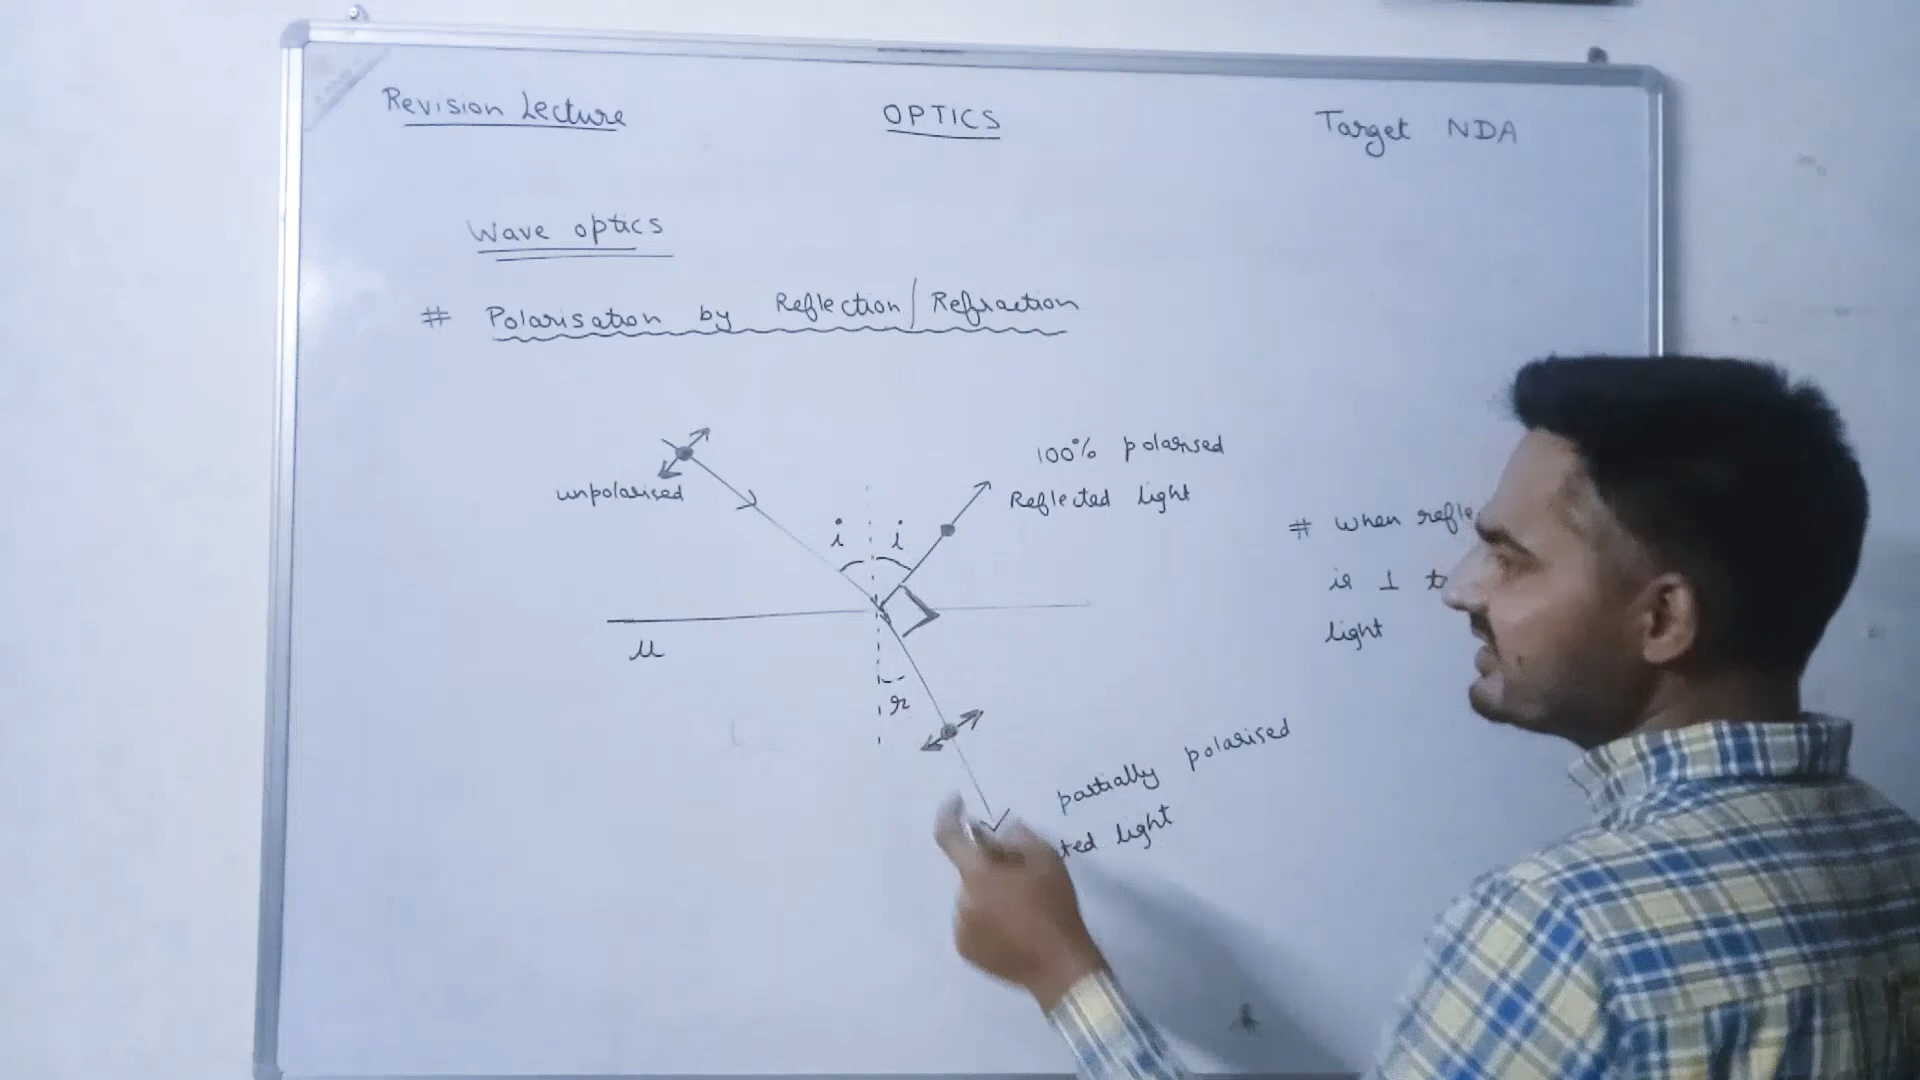 Revision Lecture
OPTICS
Target NDA
Wave optics
# Polarisation by Reflection/Refraction
unpolarised
100% polarised
Reflected light
i i
μ
r
partially polarised
light
# when
is ⊥
light